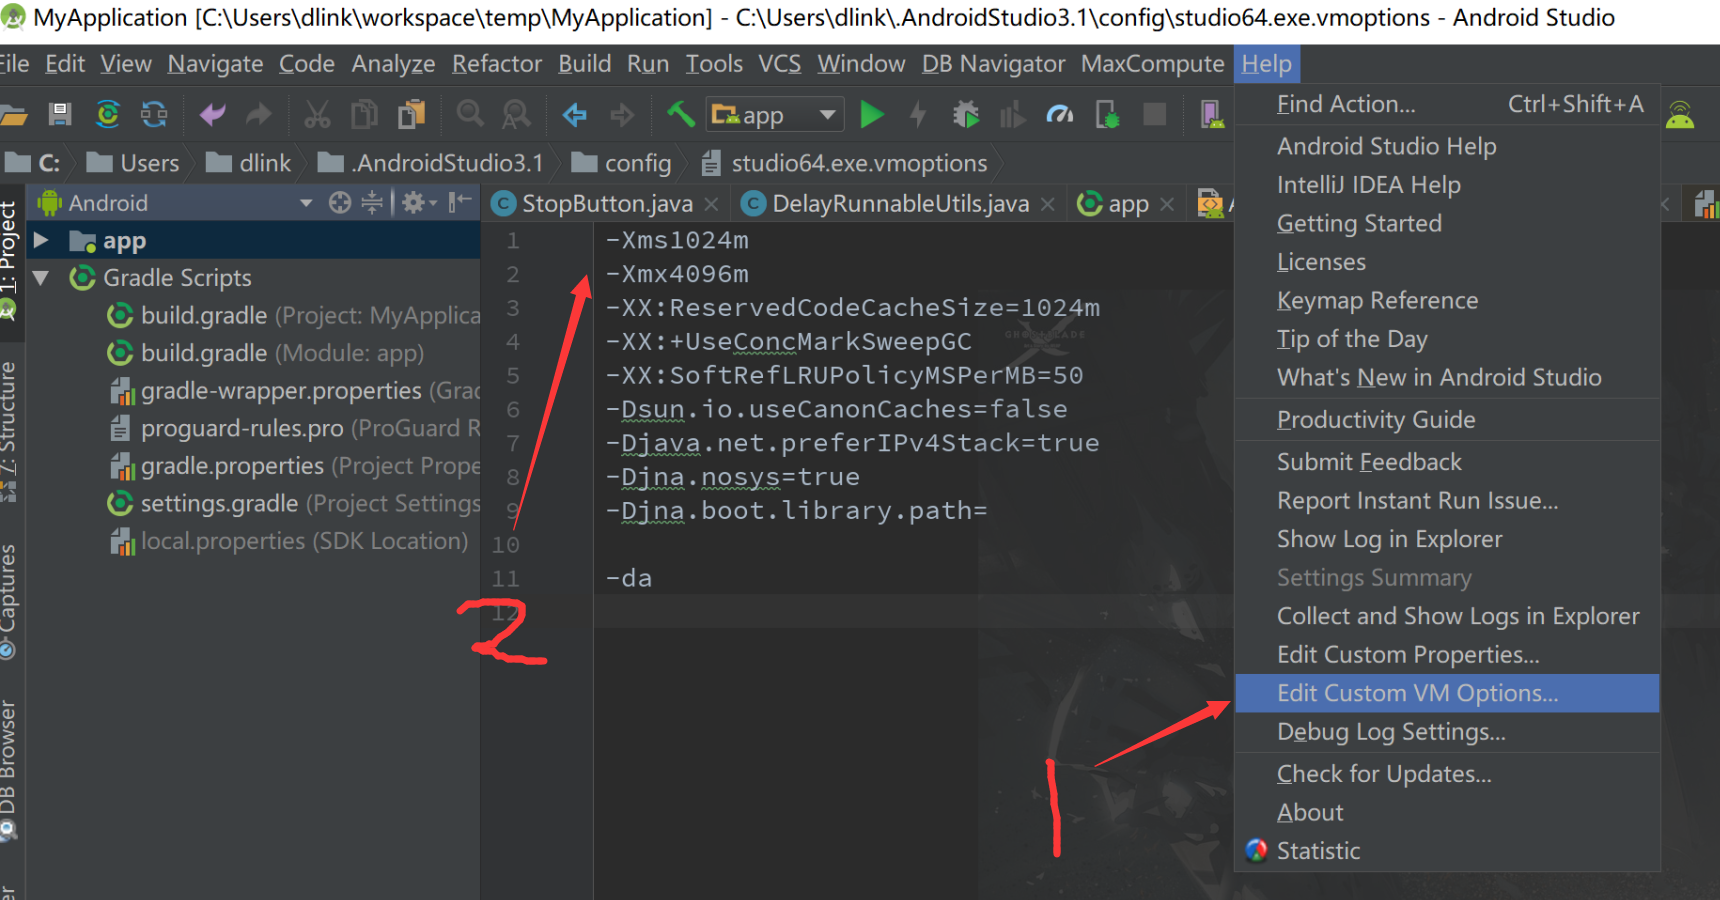 MyApplication [C:\Users\dlink\workspace\temp\MyApplication] - C:\Users\dlink\.AndroidStudio3.1\config\studio64.exe.vmoptions - Android Studio
File Edit View Navigate Code Analyze Refactor Build Run Tools VCS Window DB Navigator MaxCompute Help
app
C: Users dlink .AndroidStudio3.1 config studio64.exe.vmoptions
Android
StopButton.java DelayRunnableUtils.java app
1: Project
7: Structure
Captures
DB Browser
app
Gradle Scripts
build.gradle (Project: MyApplica
build.gradle (Module: app)
gradle-wrapper.properties (Grad
proguard-rules.pro (ProGuard R
gradle.properties (Project Prope
settings.gradle (Project Settings
local.properties (SDK Location)
1 -Xms1024m
2 -Xmx4096m
3 -XX:ReservedCodeCacheSize=1024m
4 -XX:+UseConcMarkSweepGC
5 -XX:SoftRefLRUPolicyMSPerMB=50
6 -Dsun.io.useCanonCaches=false
7 -Djava.net.preferIPv4Stack=true
8 -Djna.nosys=true
9 -Djna.boot.library.path=
10
11 -da
12
2
1
Find Action... Ctrl+Shift+A
Android Studio Help
IntelliJ IDEA Help
Getting Started
Licenses
Keymap Reference
Tip of the Day
What's New in Android Studio
Productivity Guide
Submit Feedback
Report Instant Run Issue...
Show Log in Explorer
Settings Summary
Collect and Show Logs in Explorer
Edit Custom Properties...
Edit Custom VM Options...
Debug Log Settings...
Check for Updates...
About
Statistic